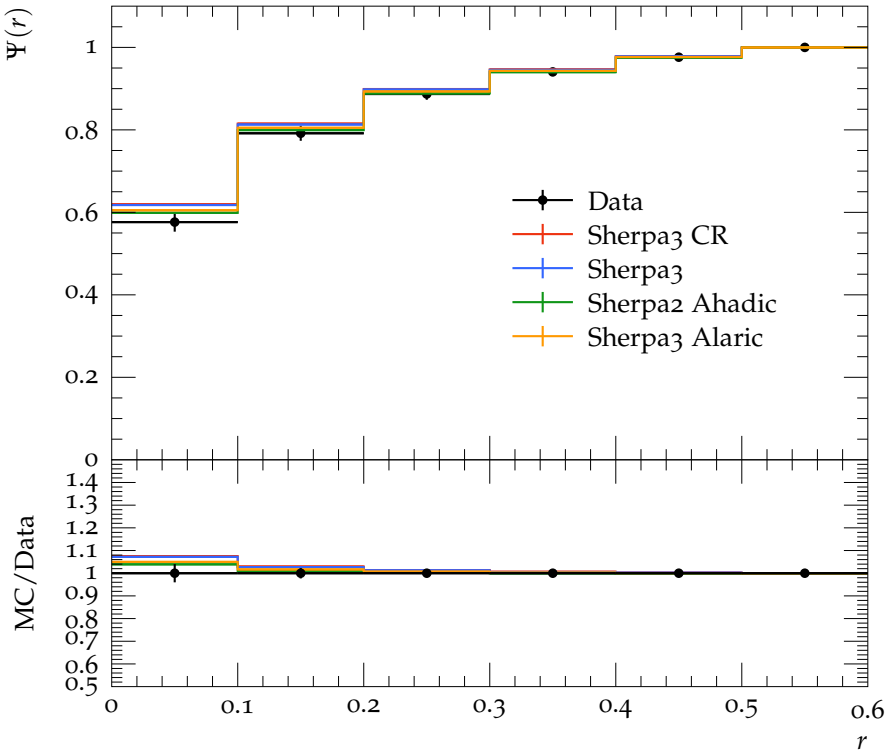 Ψ(r)
1
0.8
0.6
0.4
0.2
0
Data
Sherpa3 CR
Sherpa3
Sherpa2 Ahadic
Sherpa3 Alaric
MC/Data
1.4
1.3
1.2
1.1
1
0.9
0.8
0.7
0.6
0.5
0 0.1 0.2 0.3 0.4 0.5 0.6
r